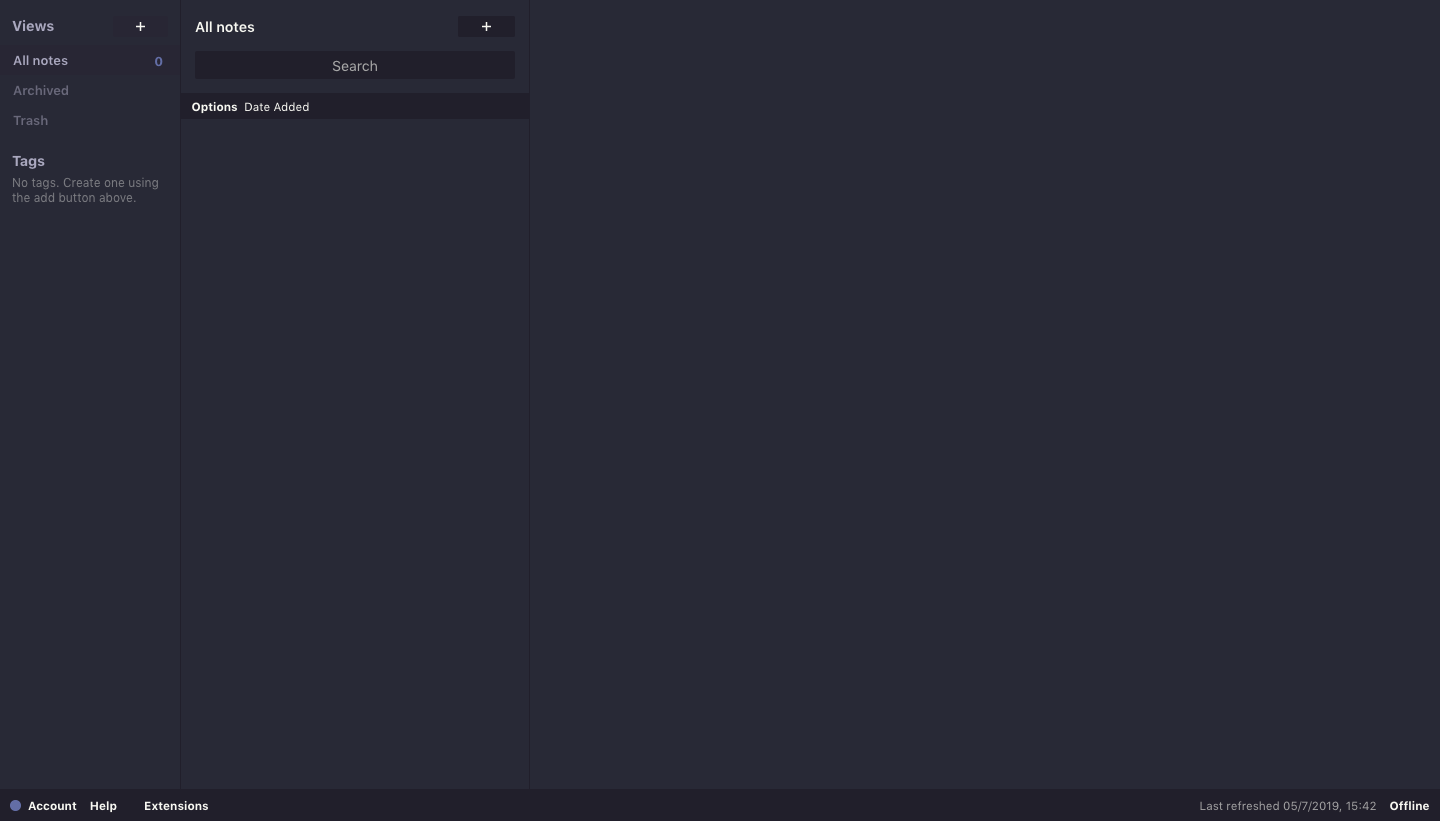 Views +
All notes 0
Archived
Trash
Tags
No tags. Create one using
the add button above.
All notes +
Search
Options Date Added
Account Help Extensions
Last refreshed 05/7/2019, 15:42 Offline